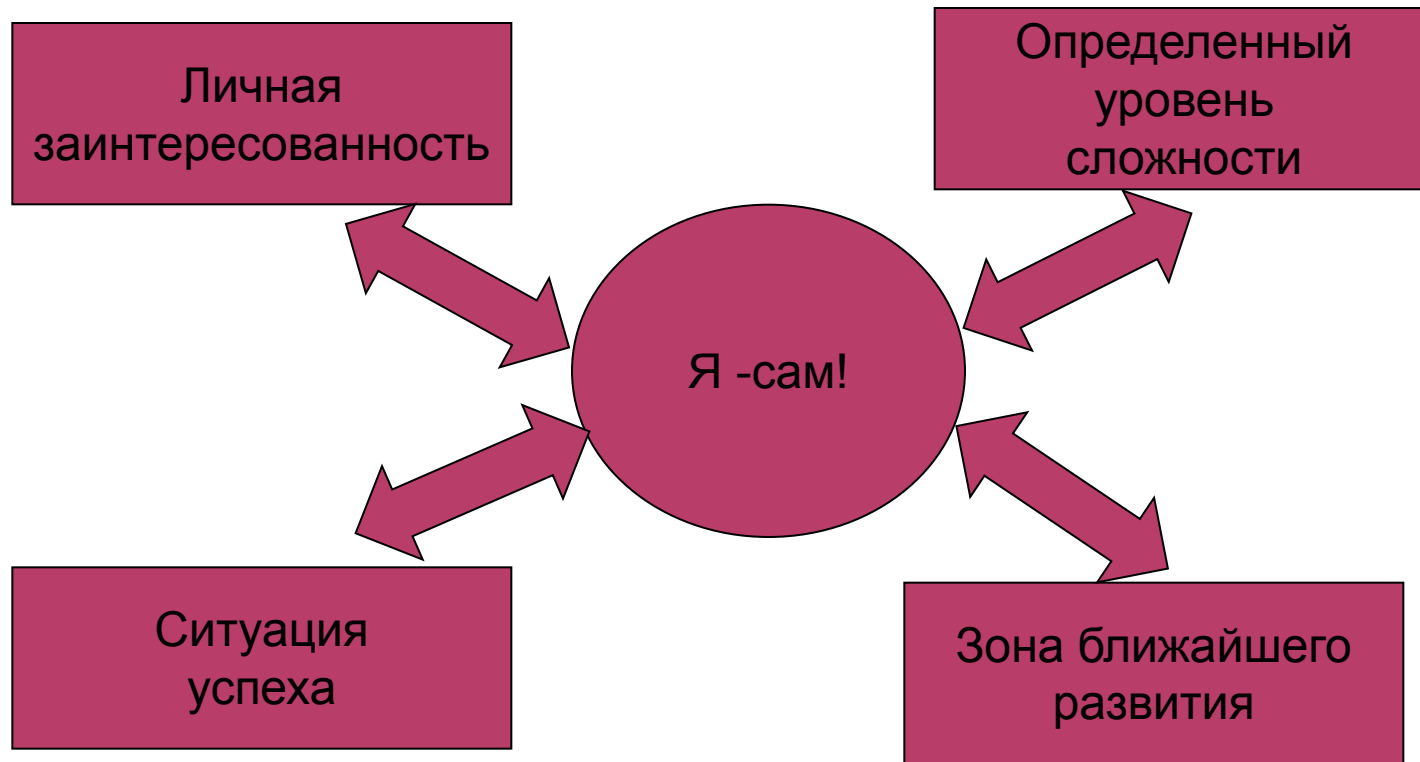 Личная
заинтересованность
Определенный
уровень
сложности
Я -сам!
Ситуация
успеха
Зона ближайшего
развития